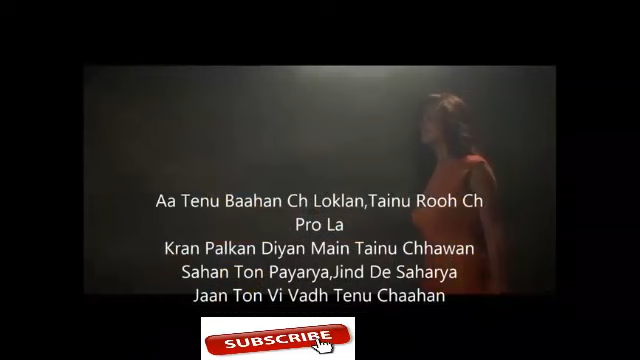 Aa Tenu Baahan Ch Loklan,Tainu Rooh Ch
Pro La
Kran Palkan Diyan Main Tainu Chhawan
Sahan Ton Payarya,Jind De Saharya
Jaan Ton Vi Vadh Tenu Chaahan
SUBSCRIBE